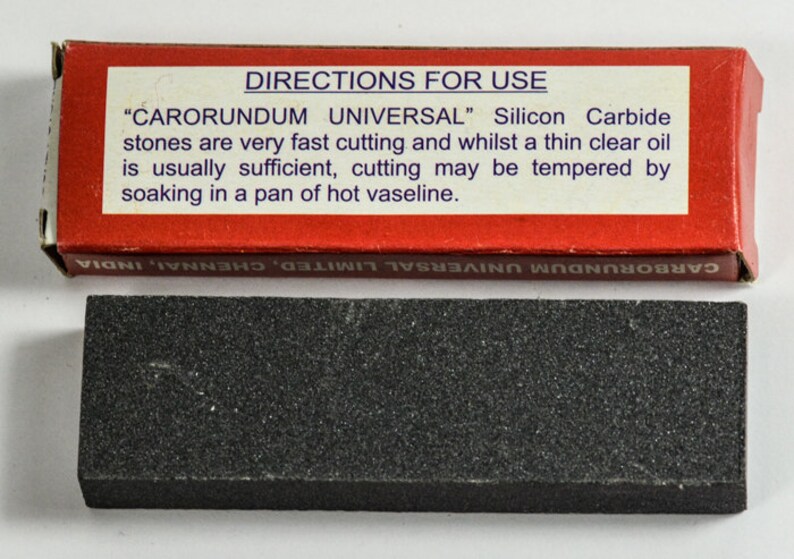 DIRECTIONS FOR USE
"CARORUNDUM UNIVERSAL" Silicon Carbide
stones are very fast cutting and whilst a thin clear oil
is usually sufficient, cutting may be tempered by
soaking in a pan of hot vaseline.
CARBORUNDUM UNIVERSAL LIMITED, CHENNAI, INDIA